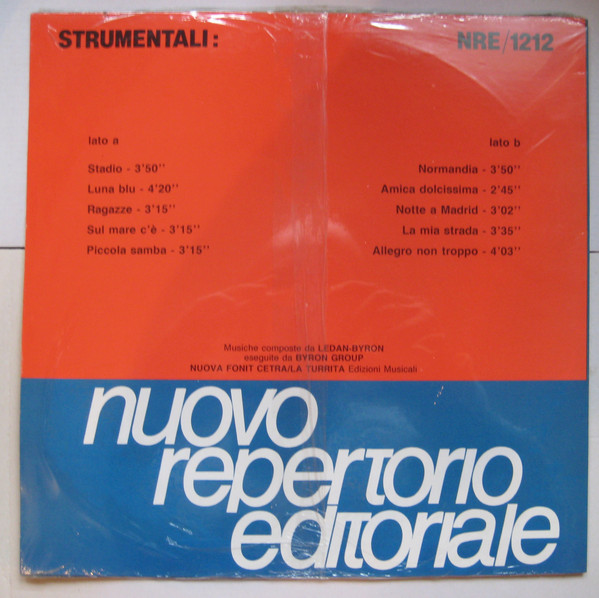 STRUMENTALI:
NRE/1212
lato a
Stadio - 3'50''
Luna blu - 4'20''
Ragazze - 3'15''
Sul mare c'è - 3'15''
Piccola samba - 3'15''
lato b
Normandia - 3'50''
Amica dolcissima - 2'45''
Notte a Madrid - 3'02''
La mia strada - 3'35''
Allegro non troppo - 4'03''
Musiche composte da LEDAN-BYRON
eseguite da BYRON GROUP
NUOVA FONIT CETRA/LA TURRITA Edizioni Musicali
nuovo
repertorio
editoriale